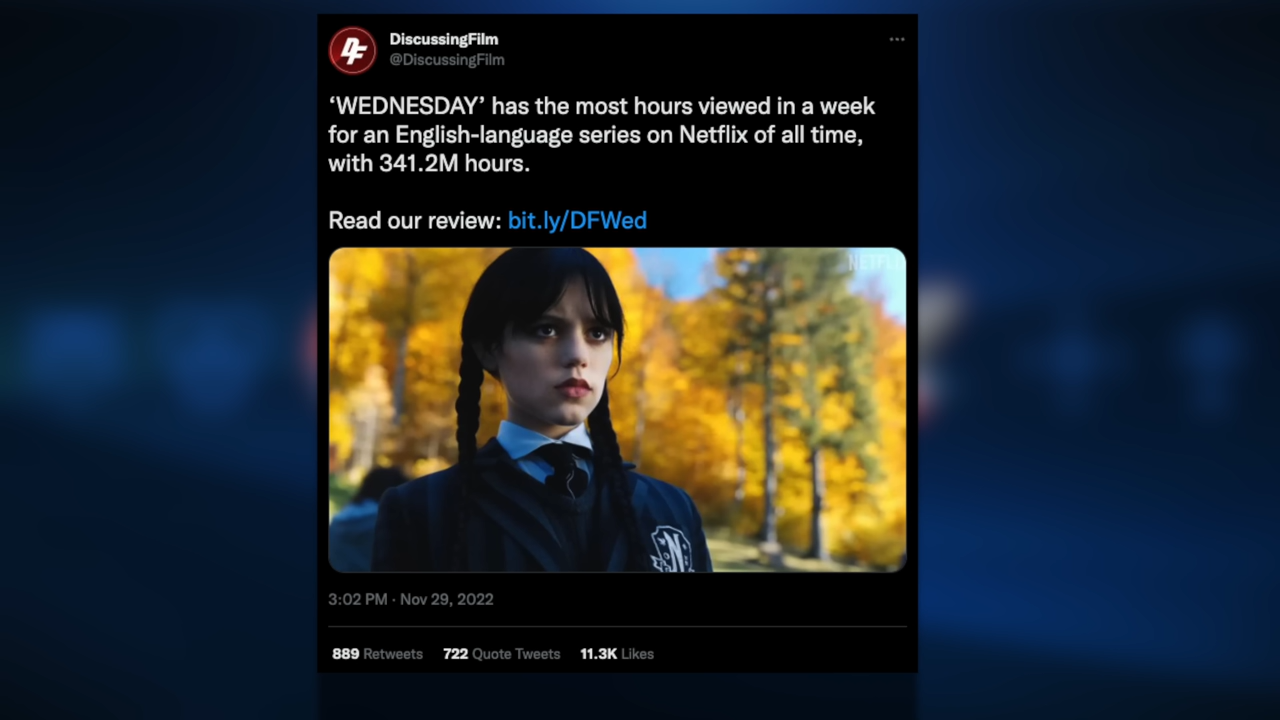 DiscussingFilm
@DiscussingFilm
‘WEDNESDAY’ has the most hours viewed in a week
for an English-language series on Netflix of all time,
with 341.2M hours.
Read our review: bit.ly/DFWed
NETFLIX
N
3:02 PM · Nov 29, 2022
889 Retweets 722 Quote Tweets 11.3K Likes